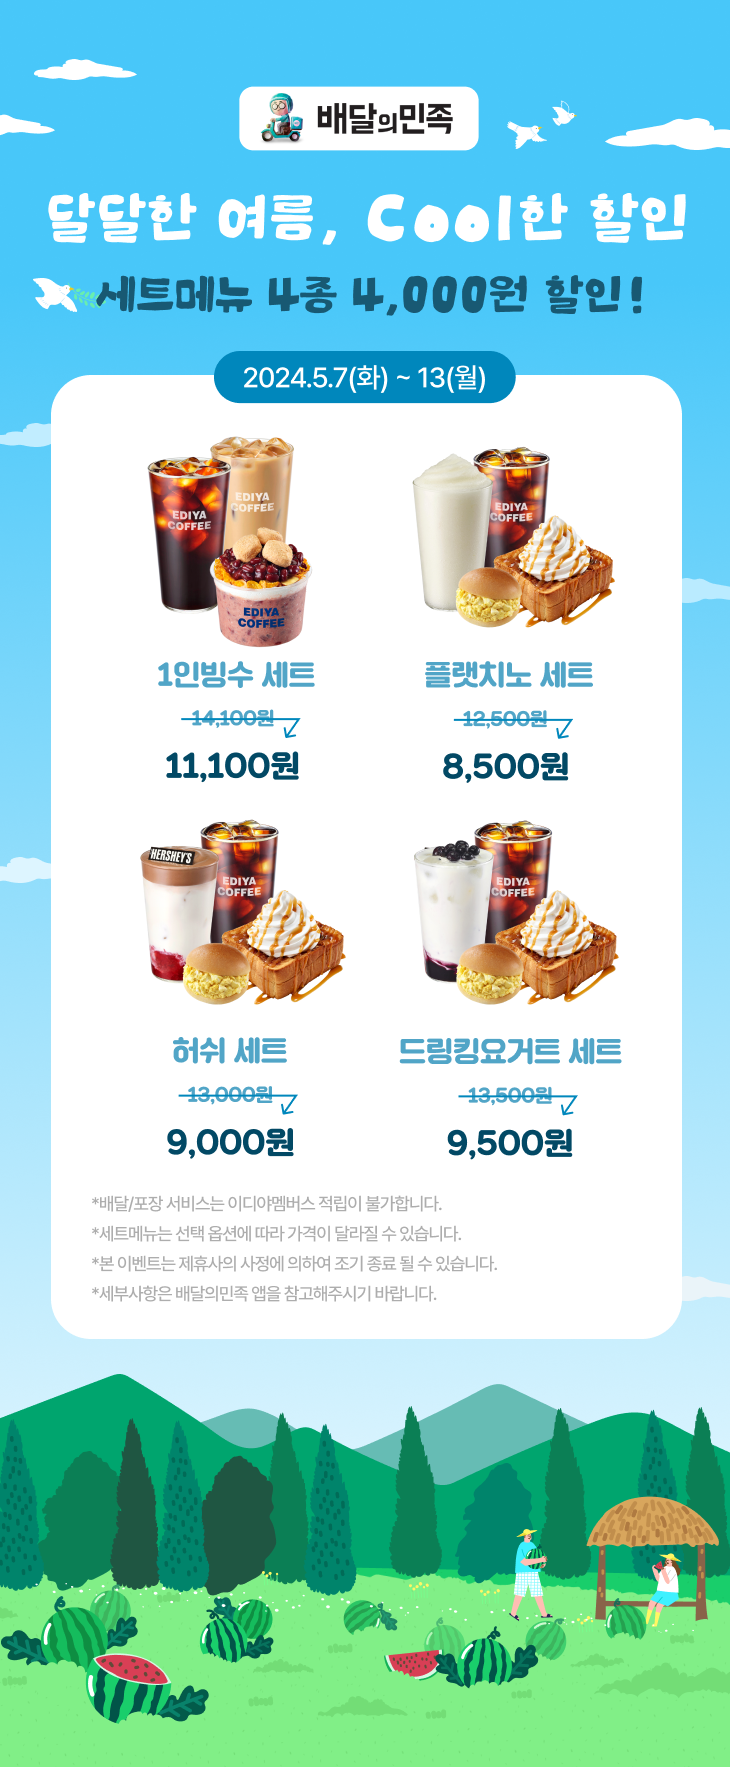 배달의민족
달달한 여름, Cool한 할인
세트메뉴 4종 4,000원 할인!
2024.5.7(화) ~ 13(월)
EDIYA
COFFEE
EDIYA
COFFEE
EDIYA
COFFEE
EDIYA
COFFEE
1인빙수 세트
플랫치노 세트
14,100원
12,500원
11,100원
8,500원
HERSHEY'S
EDIYA
COFFEE
EDIYA
COFFEE
허쉬 세트
드링킹요거트 세트
13,000원
13,500원
9,000원
9,500원
*배달/포장 서비스는 이디야멤버스 적립이 불가합니다.
*세트메뉴는 선택 옵션에 따라 가격이 달라질 수 있습니다.
*본 이벤트는 제휴사의 사정에 의하여 조기 종료 될 수 있습니다.
*세부사항은 배달의민족 앱을 참고해주시기 바랍니다.